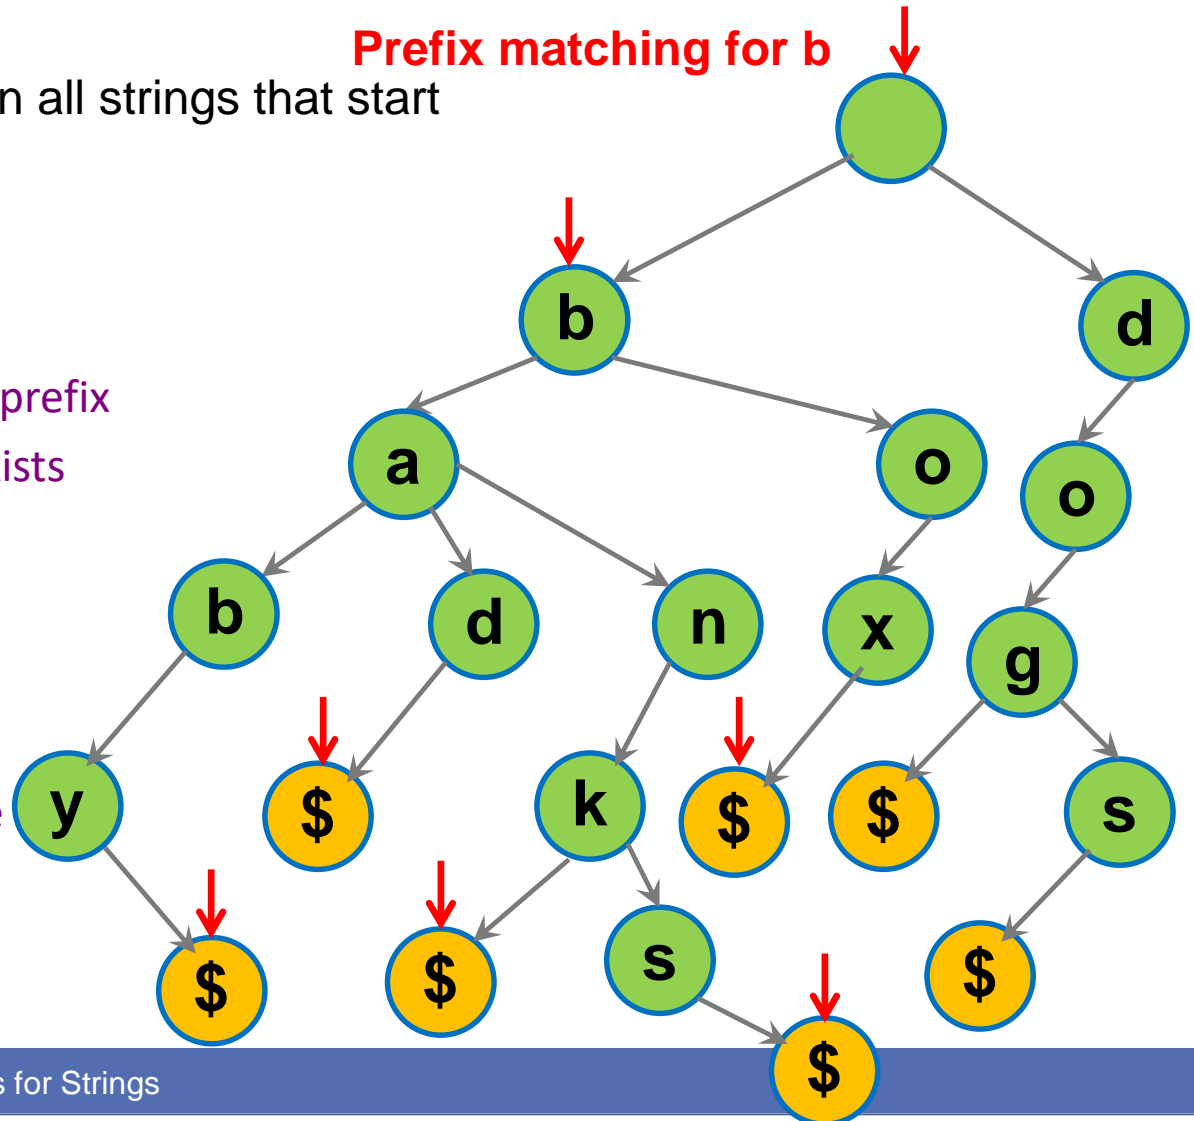 Prefix matching for b
n all strings that start
b
d
prefix
ists
a
o
o
b
d
n
x
g
y
$
k
$
$
s
e
$
$
s
$
$
s for Strings